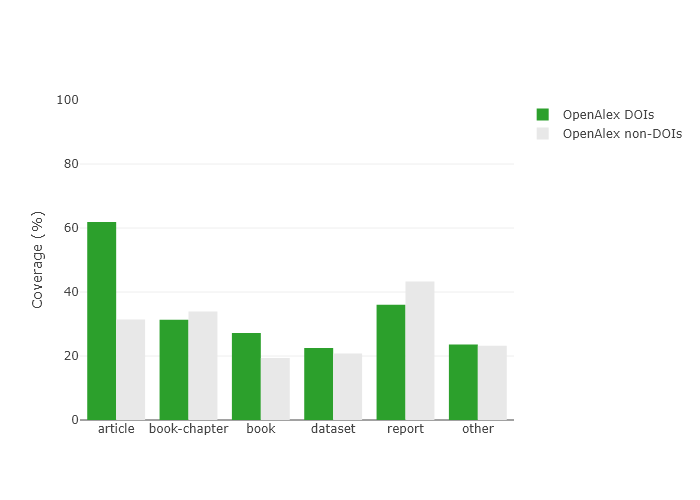 100
80
60
40
20
0
Coverage (%)
article book-chapter book dataset report other
OpenAlex DOIs
OpenAlex non-DOIs